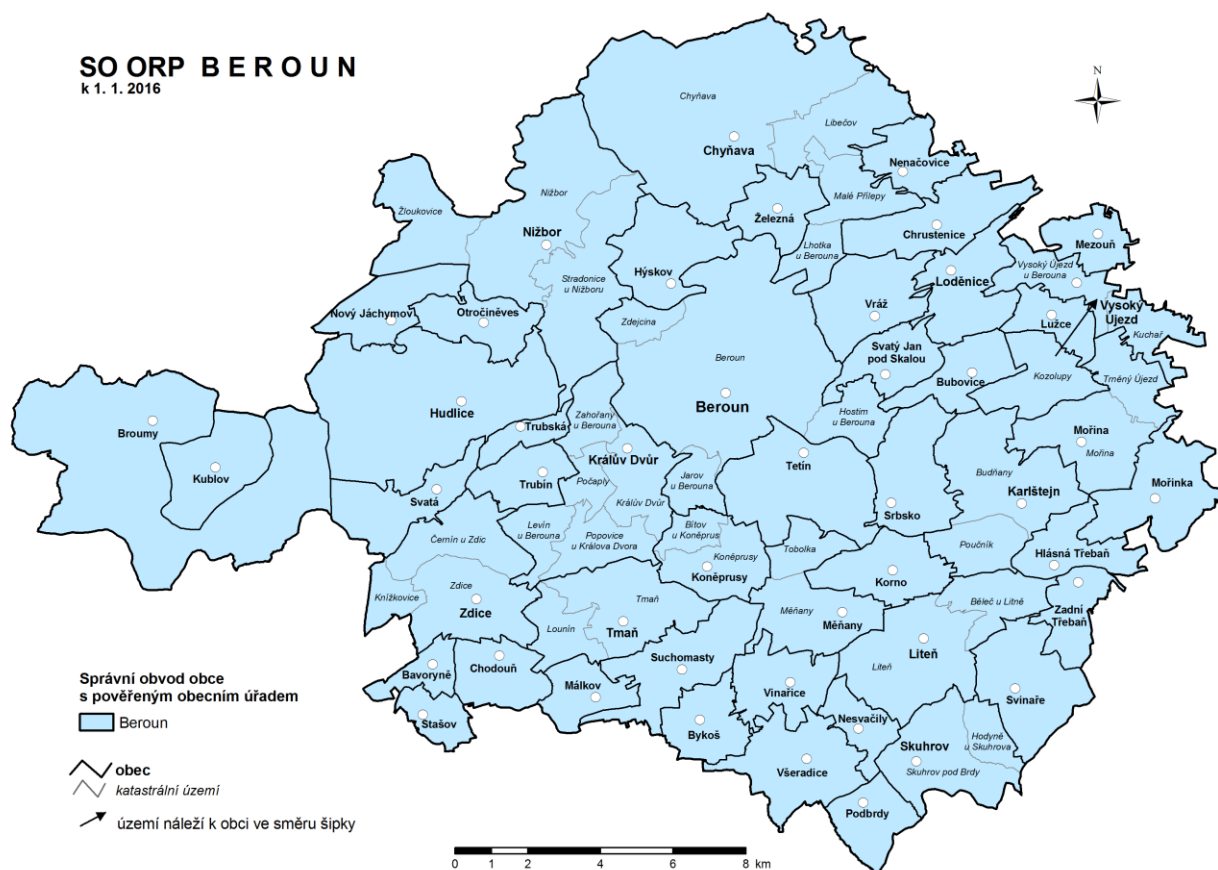 SO ORP B E R O U N
k 1. 1. 2016
N
Chyňava
Libečov
Chyňava
Nenačovice
Nižbor
Malé Přílepy
Žloukovice
Železná
Chrustenice
Nižbor
Mezouň
Lhotka
u Berouna
Vysoký Újezd
u Berouna
Hýskov
Stradonice
u Nižboru
Loděnice
Vráž
Nový Jáchymov
Otročiněves
Zdejcina
Lužce
Vysoký
Újezd
Kuchař
Svatý Jan
pod Skalou
Beroun
Bubovice
Kozolupy
Trněný Újezd
Hudlice
Beroun
Broumy
Trubská
Zahořany
u Berouna
Hostim
u Berouna
Mořina
Mořina
Králův Dvůr
Tetín
Kublov
Trubín
Počaply
Jarov
u Berouna
Budňany
Mořinka
Svatá
Králův Dvůr
Karlštejn
Srbsko
Levín
u Berouna
Popovice
u Králova Dvora
Bítov
u Koněprus
Černín u Zdic
Koněprusy
Tobolka
Poučník
Hlásná Třebaň
Koněprusy
Korno
Knížkovice
Zdice
Zdice
Tmaň
Běleč u Litně
Zadní
Třebaň
Měňany
Měňany
Lounín
Tmaň
Liteň
Suchomasty
Liteň
Bavoryně
Chodouň
Málkov
Vinařice
Svinaře
Stašov
Bykoš
Nesvačily
Skuhrov
Hodyně
u Skuhrova
Všeradice
Skuhrov pod Brdy
Podbrdy
Správní obvod obce
s pověřeným obecním úřadem
Beroun
obec
katastrální území
území náleží k obci ve směru šipky
0 1 2 4 6 8 km